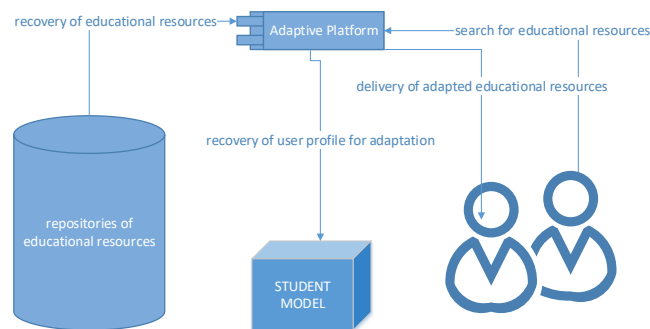 recovery of educational resources
Adaptive Platform
search for educational resources
delivery of adapted educational resources
recovery of user profile for adaptation
repositories of
educational resources
STUDENT
MODEL